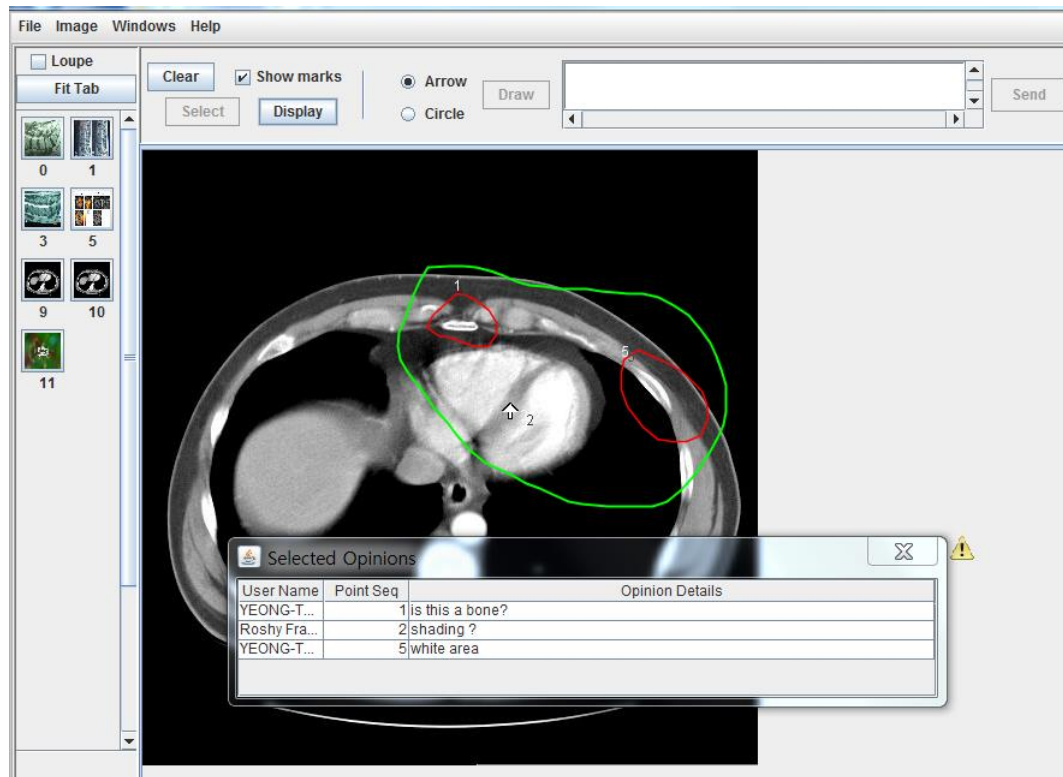 File Image Windows Help
Loupe
Fit Tab
Clear
Show marks
Select
Display
Arrow
Circle
Draw
Send
0 1
3 5
9 10
11
1
5
2
Selected Opinions
User Name Point Seq Opinion Details
YEONG-T... 1 is this a bone?
Roshy Fra... 2 shading ?
YEONG-T... 5 white area